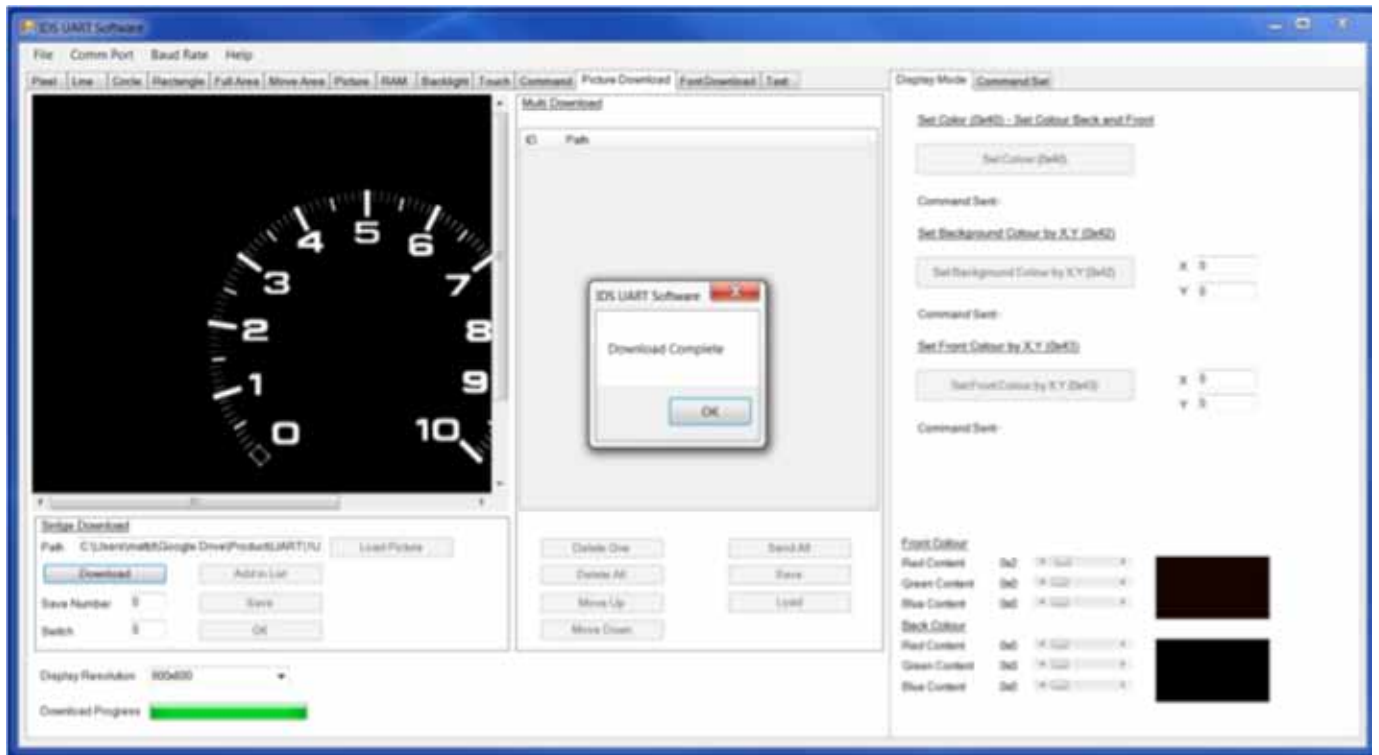 IDS UART Software
File Comm Port Baud Rate Help
Pixel Line Circle Rectangle Full Area Move Area Picture RAM Backlight Touch Command Picture Download Font Download Text
Display Mode Command Set
5
4
6
3
7
2
8
1
9
0
10
Multi Download
ID Path
IDS UART Software
Download Complete
OK
Set Color (0x40) - Set Colour Back and Front
Set Colour (0x40)
Command Sent:
Set Background Colour by X,Y (0x42)
Set Background Colour by X,Y (0x42)
X 0
Y 0
Command Sent:
Set Front Colour by X,Y (0x43)
Set Front Colour by X,Y (0x43)
X 0
Y 0
Command Sent:
Path C:\Users\mattd\Google Drive\Product\UART\1U Load Picture
Download Add in List
Save Number 0 Save
Switch 0 OK
Delete One Send All
Delete All Save
Move Up Load
Move Down
Display Resolution
Download Progress
Front Colour
Red Content 0x2
Green Content 0x0
Blue Content 0x0
Back Colour
Red Content 0x0
Green Content 0x0
Blue Content 0x0